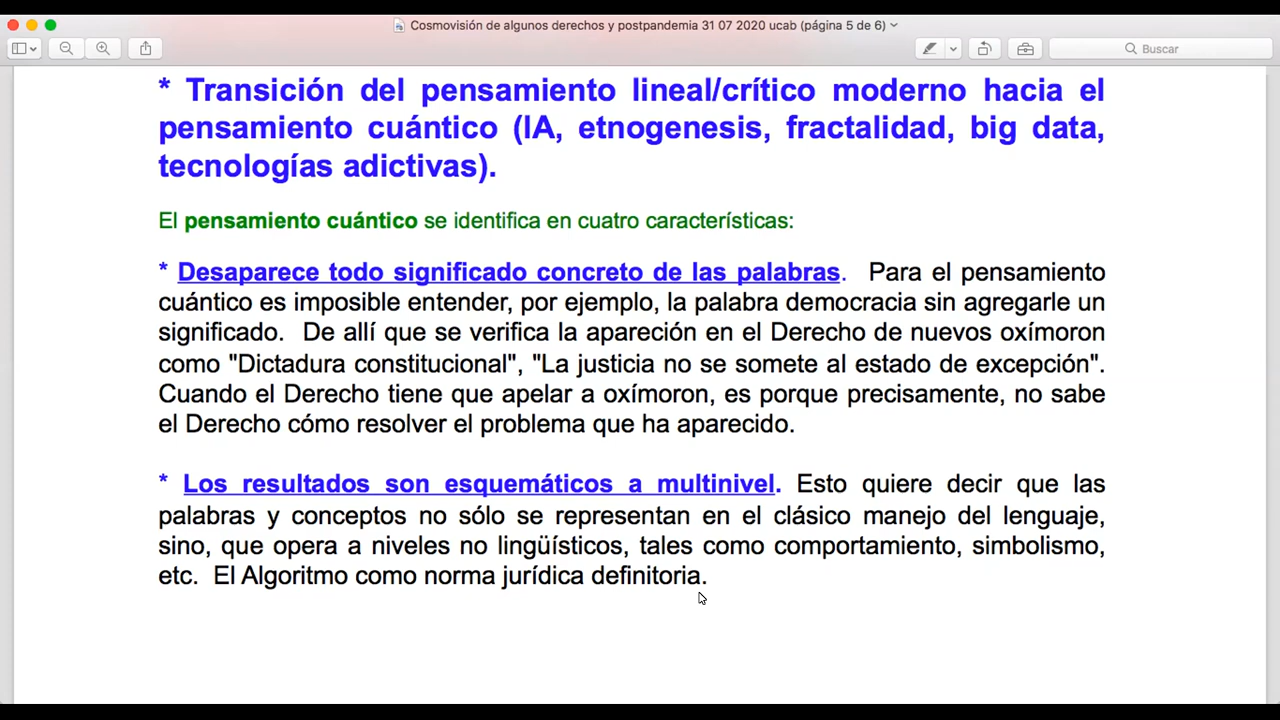 Cosmovisión de algunos derechos y postpandemia 31 07 2020 ucab (página 5 de 6)
Buscar
* Transición del pensamiento lineal/crítico moderno hacia el
pensamiento cuántico (IA, etnogenesis, fractalidad, big data,
tecnologías adictivas).
El pensamiento cuántico se identifica en cuatro características:
* Desaparece todo significado concreto de las palabras. Para el pensamiento
cuántico es imposible entender, por ejemplo, la palabra democracia sin agregarle un
significado. De allí que se verifica la aparición en el Derecho de nuevos oxímoron
como "Dictadura constitucional", "La justicia no se somete al estado de excepción".
Cuando el Derecho tiene que apelar a oxímoron, es porque precisamente, no sabe
el Derecho cómo resolver el problema que ha aparecido.
* Los resultados son esquemáticos a multinivel. Esto quiere decir que las
palabras y conceptos no sólo se representan en el clásico manejo del lenguaje,
sino, que opera a niveles no lingüísticos, tales como comportamiento, simbolismo,
etc. El Algoritmo como norma jurídica definitoria.